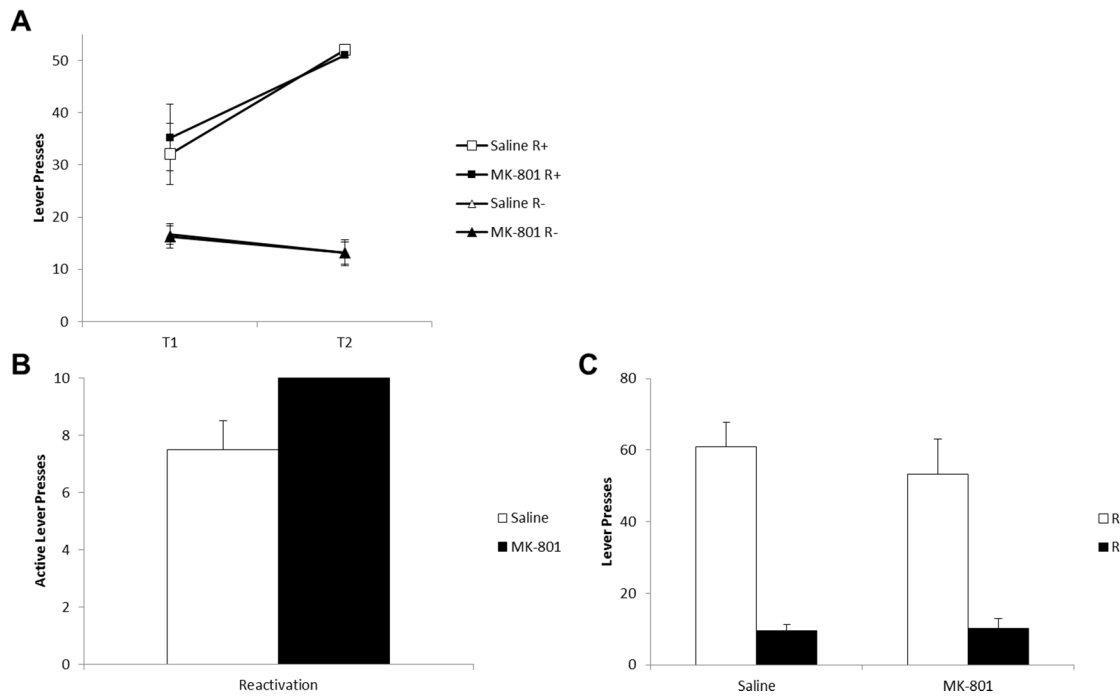 A
50
40
30
20
10
0
Lever Presses
T1 T2
Saline R+
MK-801 R+
Saline R-
MK-801 R-
B
10
8
6
4
2
0
Active Lever Presses
Reactivation
Saline
MK-801
C
80
60
40
20
0
Lever Presses
Saline MK-801
R
R